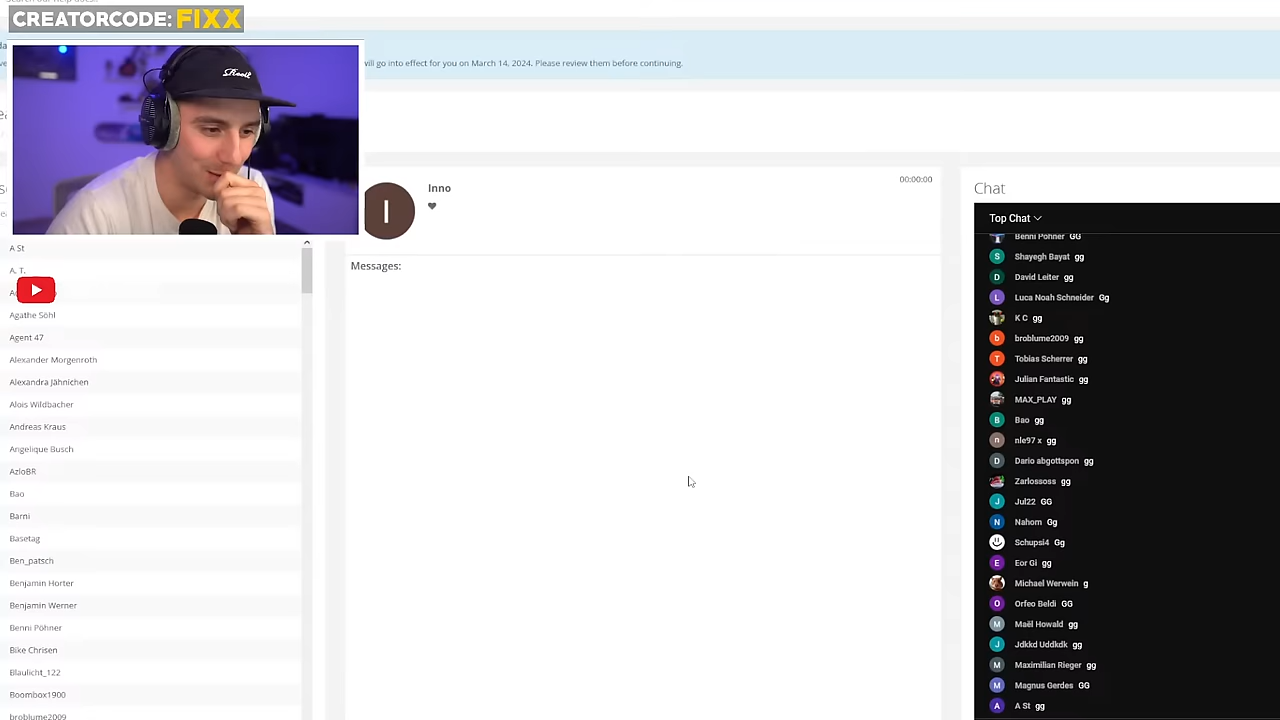 CREATORCODE: FIXX
will go into effect for you on March 14, 2024. Please review them before continuing.
Inno
00:00:00
I
Messages:
A St
A. T.
Agathe Söhl
Agent 47
Alexander Morgenroth
Alexandra Jähnichen
Alois Wildbacher
Andreas Kraus
Angelique Busch
AzloBR
Bao
Barni
Basetag
Ben_patsch
Benjamin Horter
Benjamin Werner
Benni Pöhner
Bike Chrisen
Blaulicht_122
Boombox1900
broblume2009
Chat
Top Chat
Benni Pöhner GG
S Shayegh Bayat gg
D David Leiter gg
L Luca Noah Schneider Gg
K C gg
b broblume2009 gg
T Tobias Scherrer gg
Julian Fantastic gg
MAX_PLAY gg
B Bao gg
n nle97 x gg
D Dario abgottspon gg
Zarlossoss gg
J Jul22 GG
N Nahom Gg
Schupsi4 Gg
E Eor Gi gg
Michael Werwein g
O Orfeo Beldi GG
M Maël Howald gg
J Jdkkd Uddkdk gg
M Maximilian Rieger gg
M Magnus Gerdes GG
A A St gg